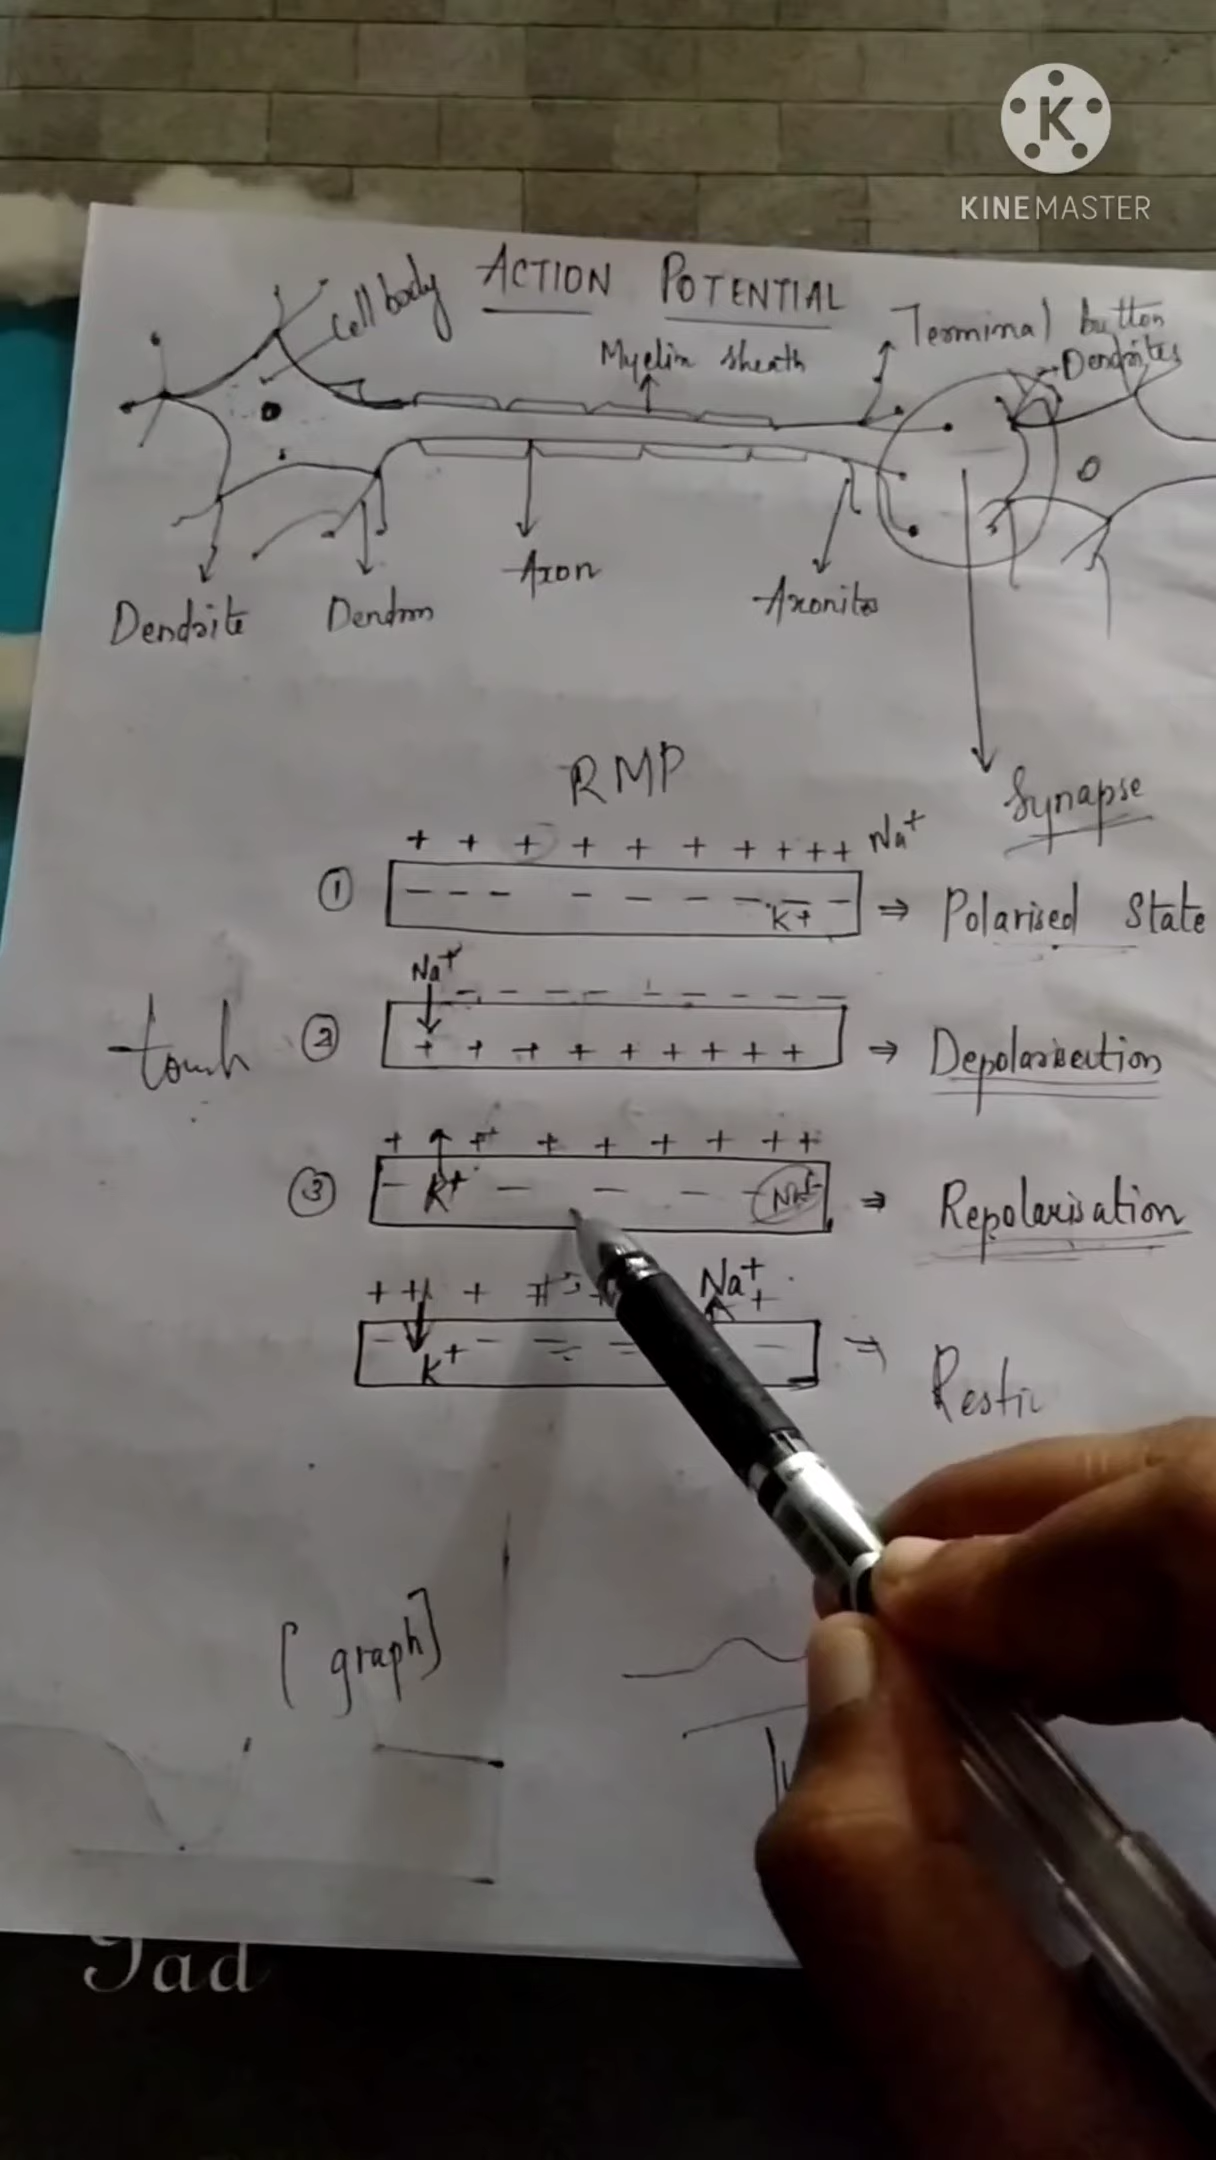 K
KINEMASTER
ACTION POTENTIAL
Cell body
Myelin sheath
Terminal button
Dendrites
Dendrite
Dendron
Axon
Axonites
Synapse
RMP
+ + + + + + + + + + Na+
① − − − − − − − − − K+ ⇒ Polarised State
Na+
− − − − − − − − −
touch ② + + + + + + + + + ⇒ Depolarisation
+ + + + + + + +
③ − K+ − − − − Na+ ⇒ Repolarisation
Na+
K+ ⇒ Restin
[graph]